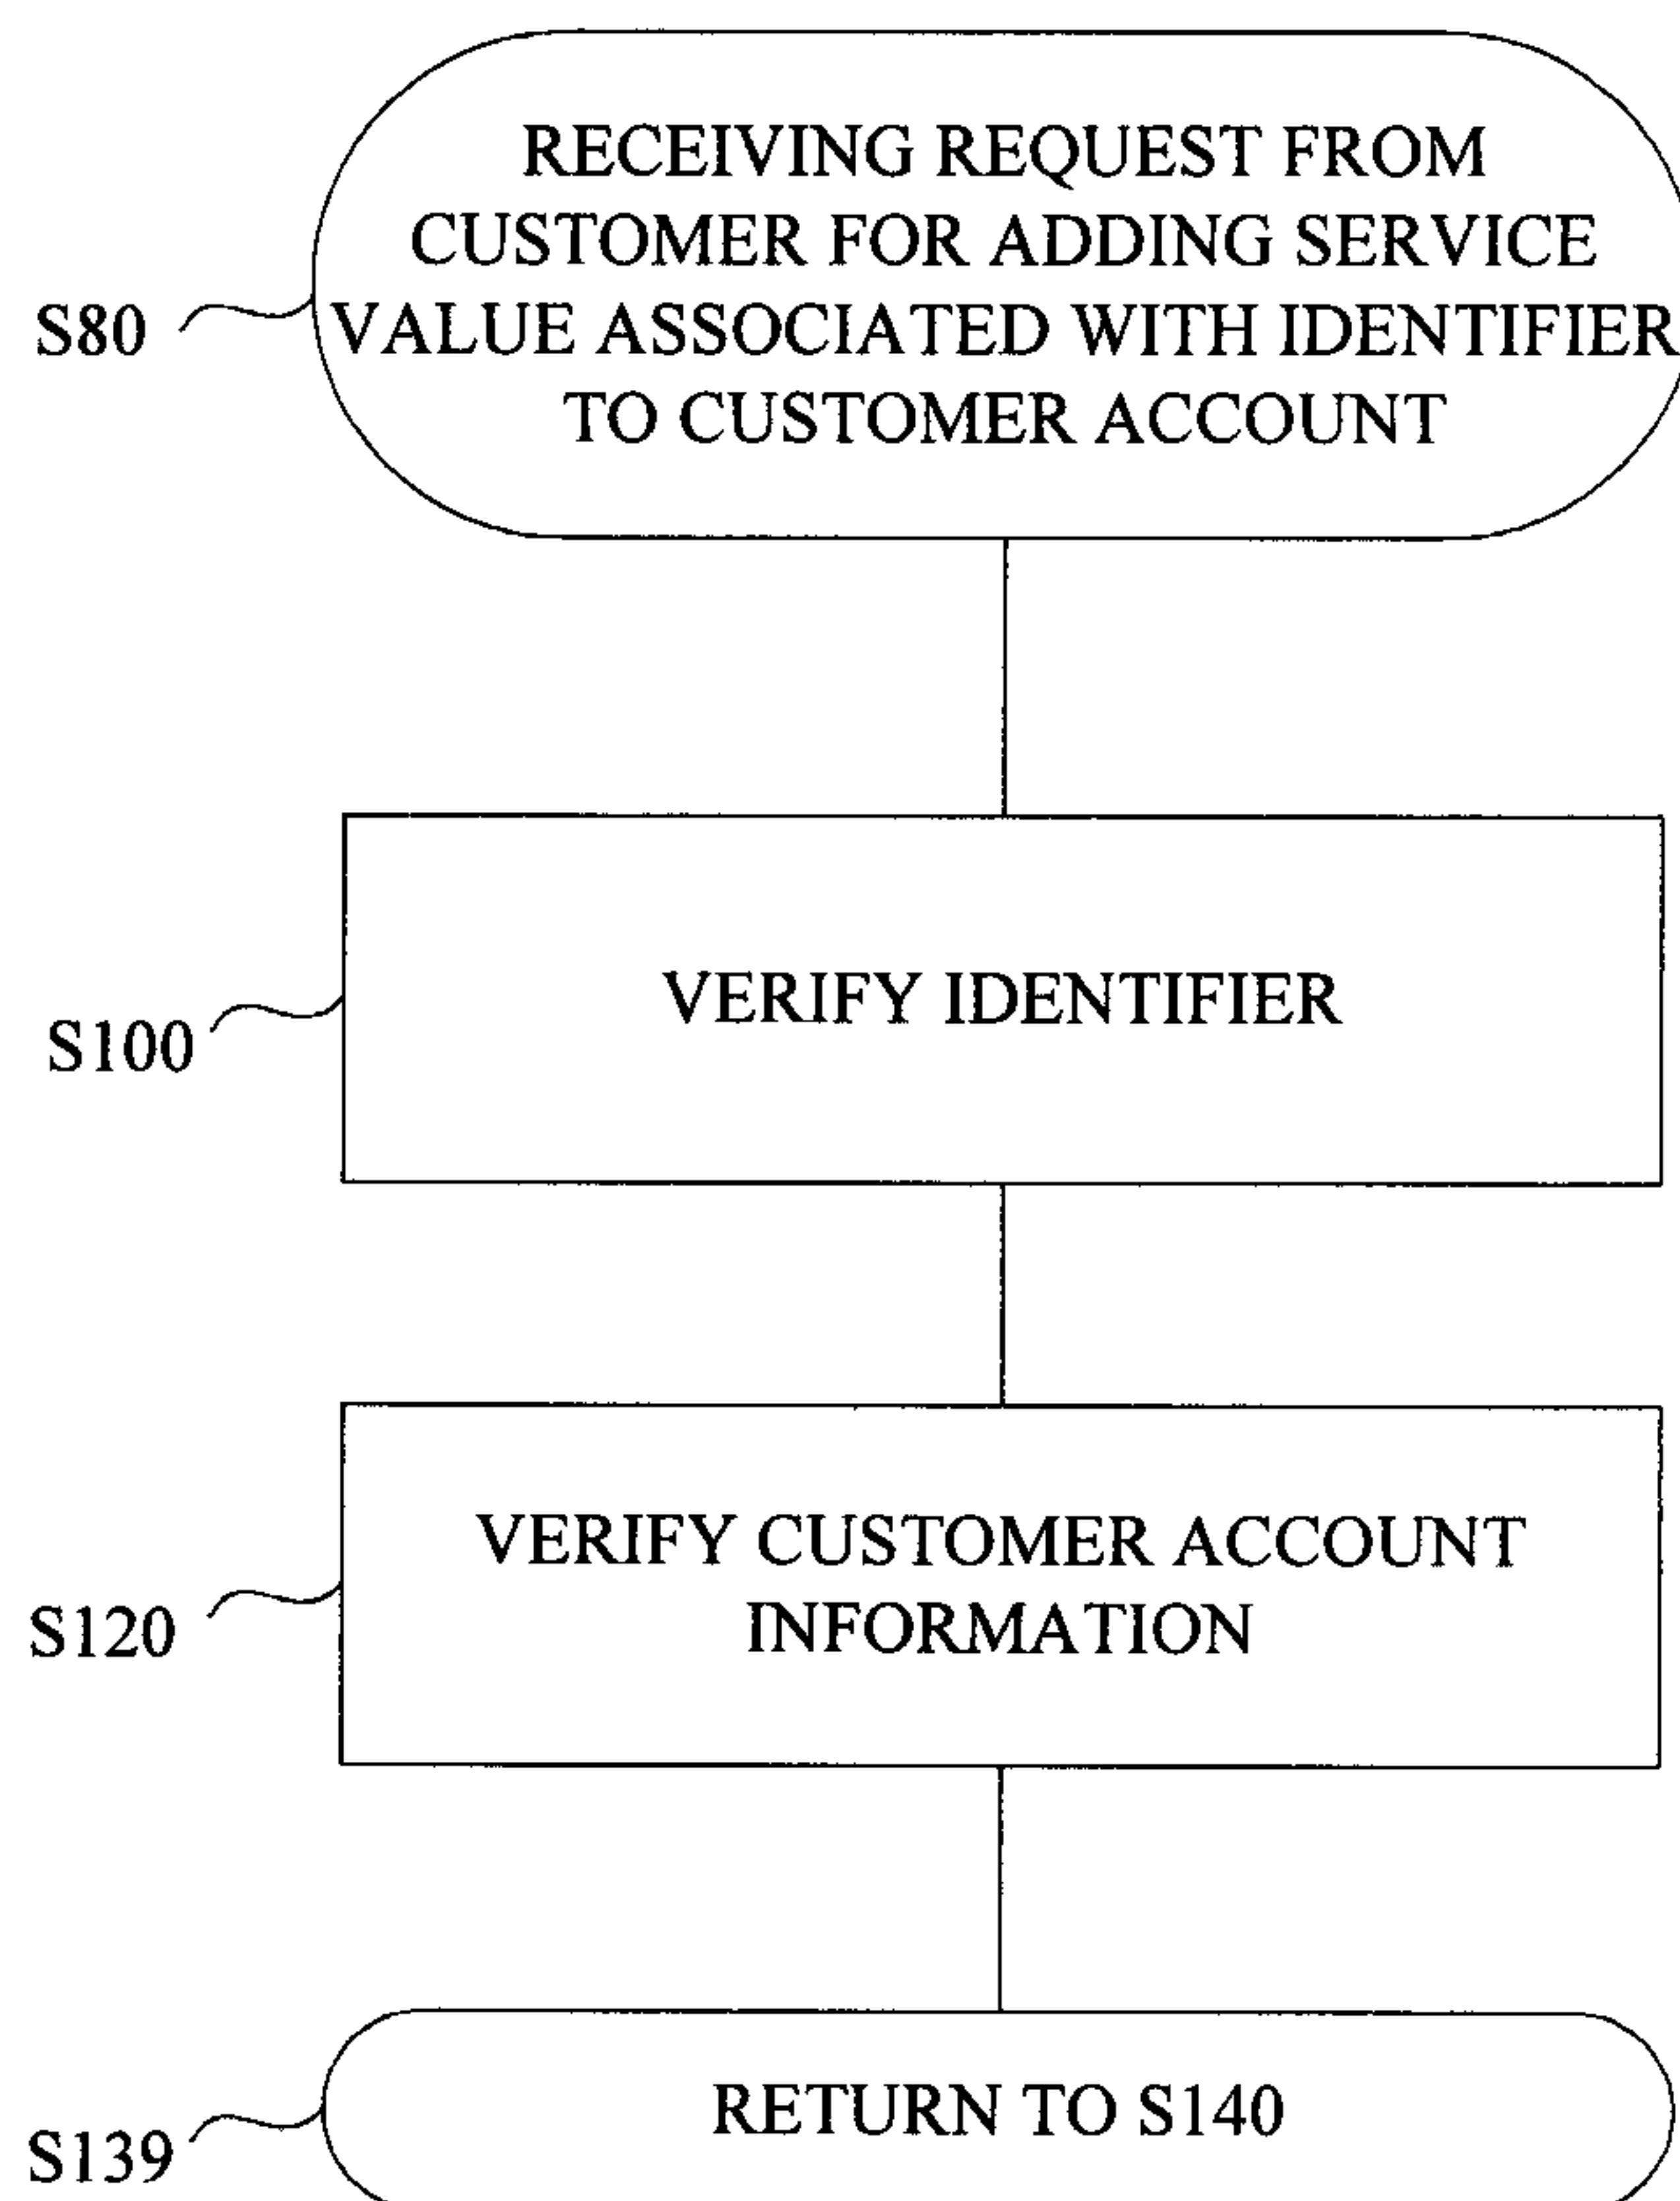 RECEIVING REQUEST FROM
CUSTOMER FOR ADDING SERVICE
S80
VALUE ASSOCIATED WITH IDENTIFIER
TO CUSTOMER ACCOUNT
VERIFY IDENTIFIER
S100
VERIFY CUSTOMER ACCOUNT
S120
INFORMATION
RETURN TO S140
S139